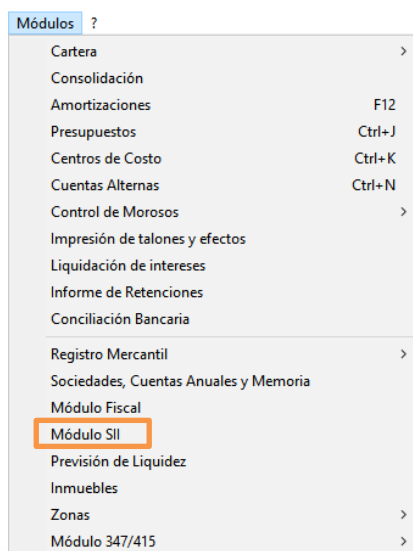 Módulos ?
Cartera >
Consolidación
Amortizaciones F12
Presupuestos Ctrl+J
Centros de Costo Ctrl+K
Cuentas Alternas Ctrl+N
Control de Morosos >
Impresión de talones y efectos
Liquidación de intereses
Informe de Retenciones
Conciliación Bancaria
Registro Mercantil >
Sociedades, Cuentas Anuales y Memoria
Módulo Fiscal
Módulo SII
Previsión de Liquidez
Inmuebles
Zonas >
Módulo 347/415 >